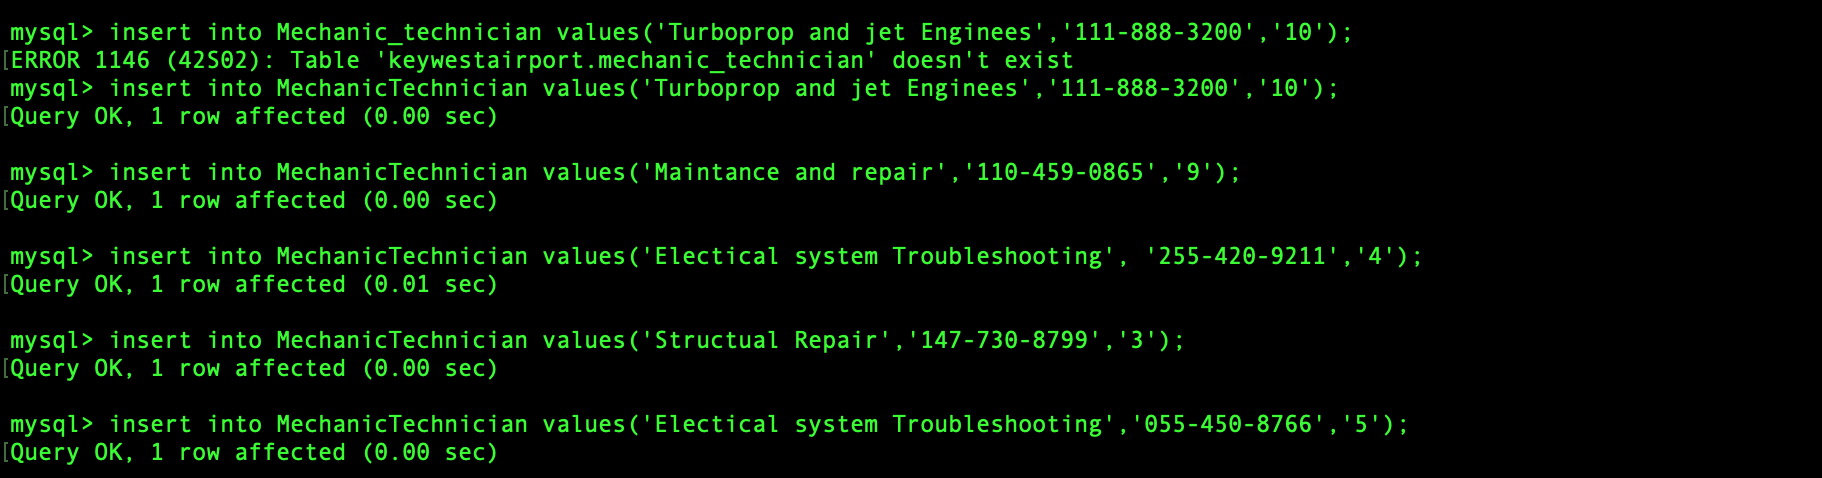 mysql> insert into Mechanic_technician values('Turboprop and jet Enginees','111-888-3200','10');
[ERROR 1146 (42S02): Table 'keywestairport.mechanic_technician' doesn't exist
mysql> insert into MechanicTechnician values('Turboprop and jet Enginees','111-888-3200','10');
[Query OK, 1 row affected (0.00 sec)
mysql> insert into MechanicTechnician values('Maintance and repair','110-459-0865','9');
[Query OK, 1 row affected (0.00 sec)
mysql> insert into MechanicTechnician values('Electical system Troubleshooting', '255-420-9211','4');
[Query OK, 1 row affected (0.01 sec)
mysql> insert into MechanicTechnician values('Structual Repair','147-730-8799','3');
[Query OK, 1 row affected (0.00 sec)
mysql> insert into MechanicTechnician values('Electical system Troubleshooting','055-450-8766','5');
[Query OK, 1 row affected (0.00 sec)